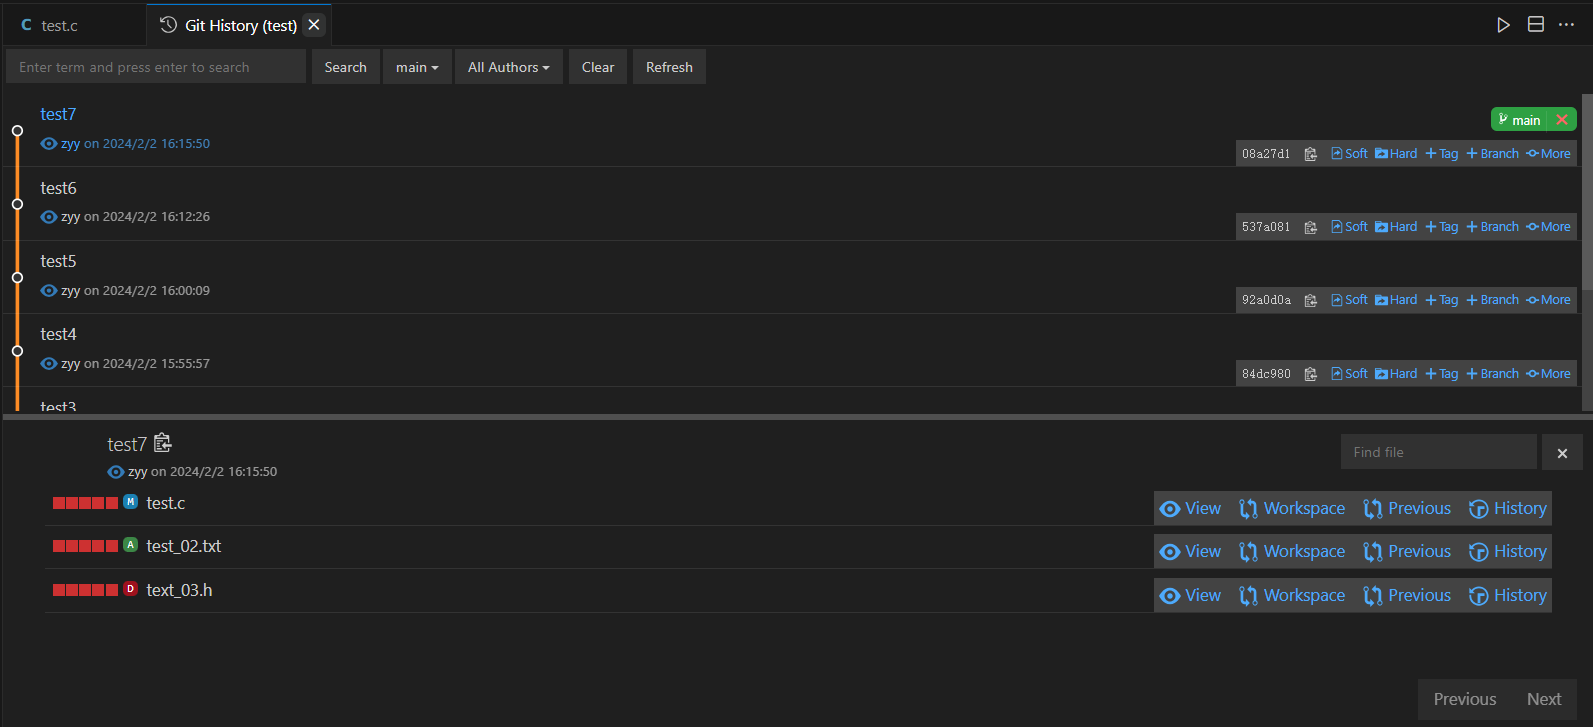 C test.c Git History (test)
Enter term and press enter to search Search main All Authors Clear Refresh
test7
main
zyy on 2024/2/2 16:15:50
08a27d1 Soft Hard +Tag +Branch More
test6
zyy on 2024/2/2 16:12:26
537a081 Soft Hard +Tag +Branch More
test5
zyy on 2024/2/2 16:00:09
92a0d0a Soft Hard +Tag +Branch More
test4
zyy on 2024/2/2 15:55:57
84dc980 Soft Hard +Tag +Branch More
test3
test7
Find file
zyy on 2024/2/2 16:15:50
M test.c View Workspace Previous History
A test_02.txt View Workspace Previous History
D text_03.h View Workspace Previous History
Previous Next